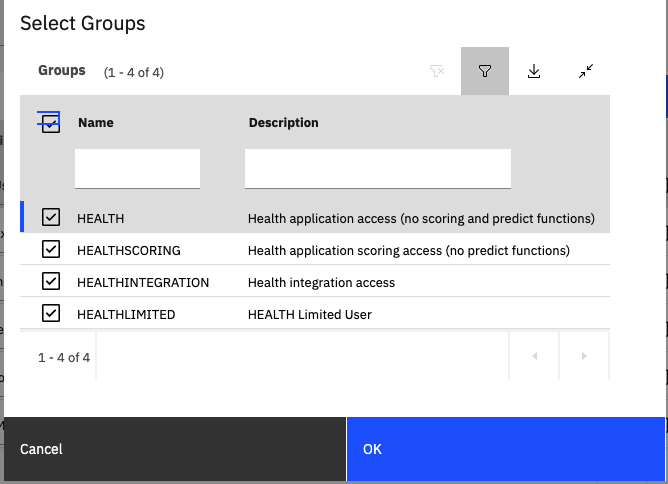 Select Groups
Groups (1 - 4 of 4)
Name Description
HEALTH Health application access (no scoring and predict functions)
HEALTHSCORING Health application scoring access (no predict functions)
HEALTHINTEGRATION Health integration access
HEALTHLIMITED HEALTH Limited User
1 - 4 of 4
Cancel OK